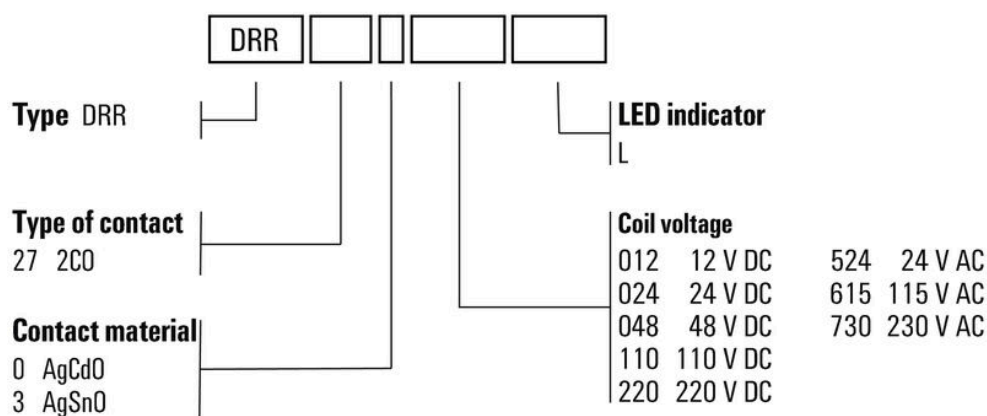 DRR
Type DRR
LED indicator
L
Type of contact
27 2CO
Coil voltage
012 12 V DC 524 24 V AC
024 24 V DC 615 115 V AC
048 48 V DC 730 230 V AC
110 110 V DC
220 220 V DC
Contact material
0 AgCdO
3 AgSnO